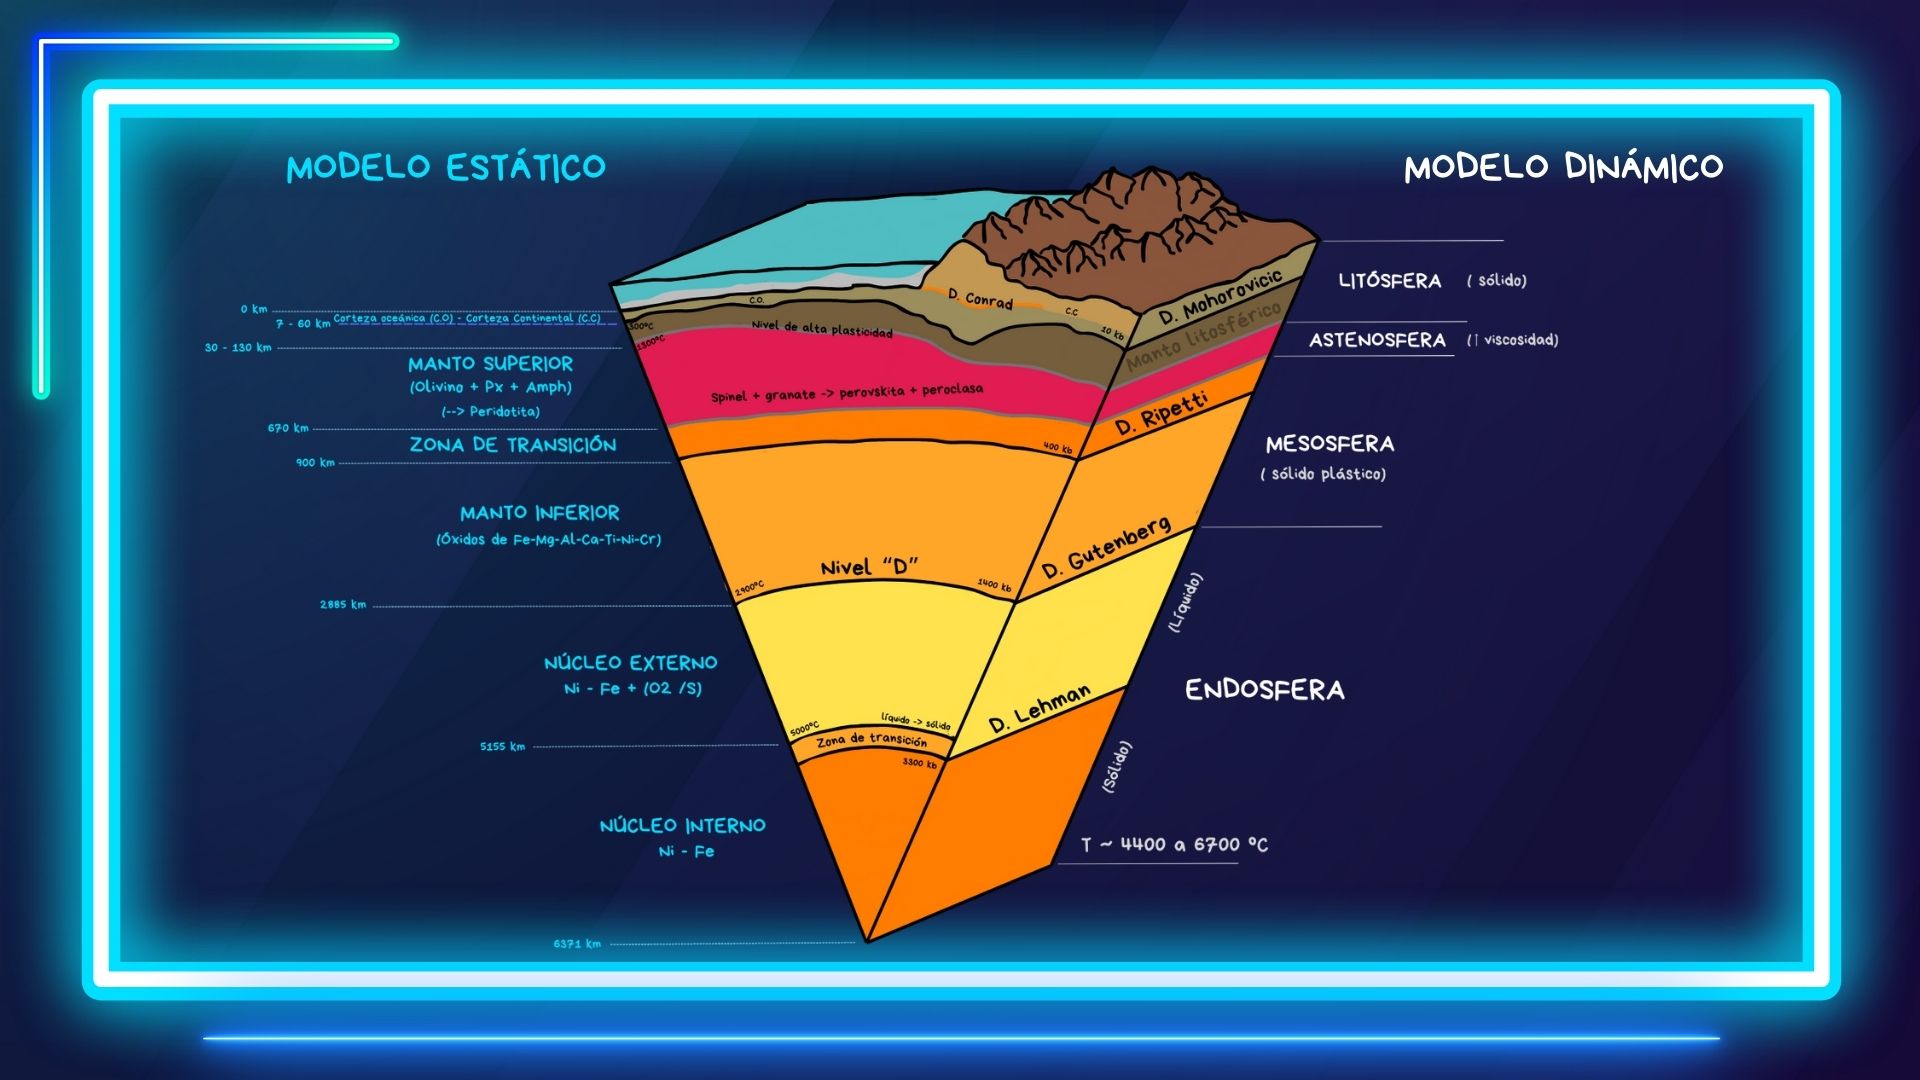 MODELO ESTÁTICO
MODELO DINÁMICO
0 km
7 - 60 km
Corteza oceánica (C.O) - Corteza Continental (C.C)
30 - 130 km
MANTO SUPERIOR
(Olivino + Px + Amph)
(--> Peridotita)
670 km
ZONA DE TRANSICIÓN
900 km
MANTO INFERIOR
(Óxidos de Fe-Mg-Al-Ca-Ti-Ni-Cr)
2885 km
NÚCLEO EXTERNO
Ni - Fe + (O2 /S)
5155 km
NÚCLEO INTERNO
Ni - Fe
6371 km
C.O.
D. Conrad
C.C
10 kb
300ºC
Nivel de alta plasticidad
1300ºC
Spinel + granate -> perovskita + peroclasa
400 kb
Nivel “D”
2900ºC
1400 kb
líquido -> sólido
5000ºC
Zona de transición
3300 kb
D. Mohorovicic
Manto litosférico
D. Ripetti
D. Gutenberg
D. Lehman
LITÓSFERA ( sólido)
ASTENOSFERA (↑ viscosidad)
MESOSFERA
( sólido plástico)
(Líquido)
ENDOSFERA
(Sólido)
T ~ 4400 a 6700 ºC